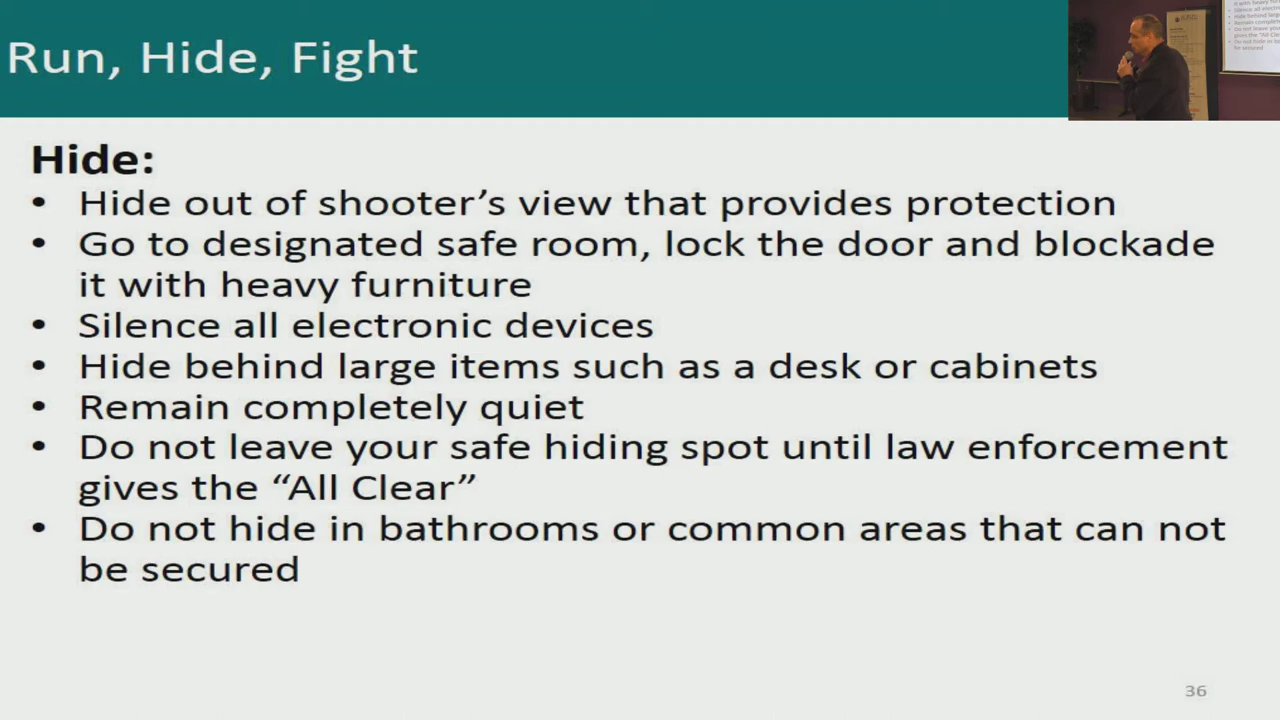 Run, Hide, Fight
Hide:
• Hide out of shooter’s view that provides protection
• Go to designated safe room, lock the door and blockade
it with heavy furniture
• Silence all electronic devices
• Hide behind large items such as a desk or cabinets
• Remain completely quiet
• Do not leave your safe hiding spot until law enforcement
gives the “All Clear”
• Do not hide in bathrooms or common areas that can not
be secured
36